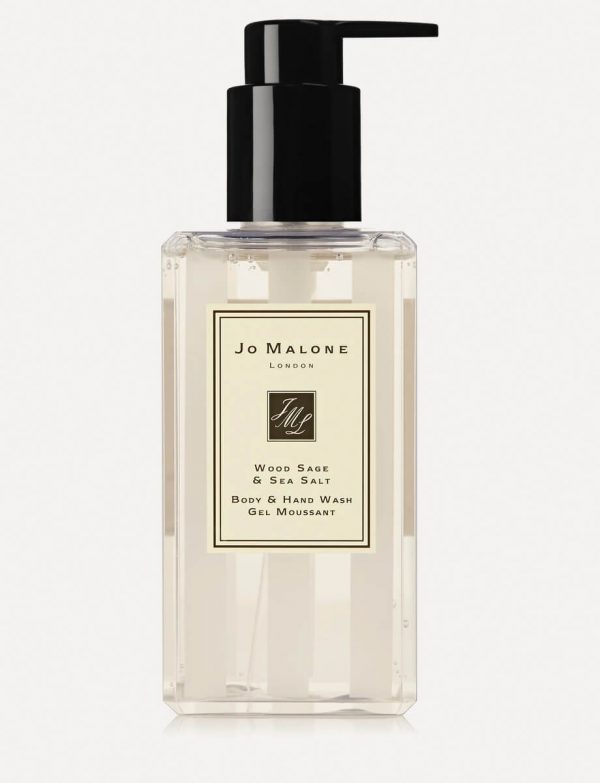 Jo Malone
London
JML
Wood Sage
& Sea Salt
Body & Hand Wash
Gel Moussant